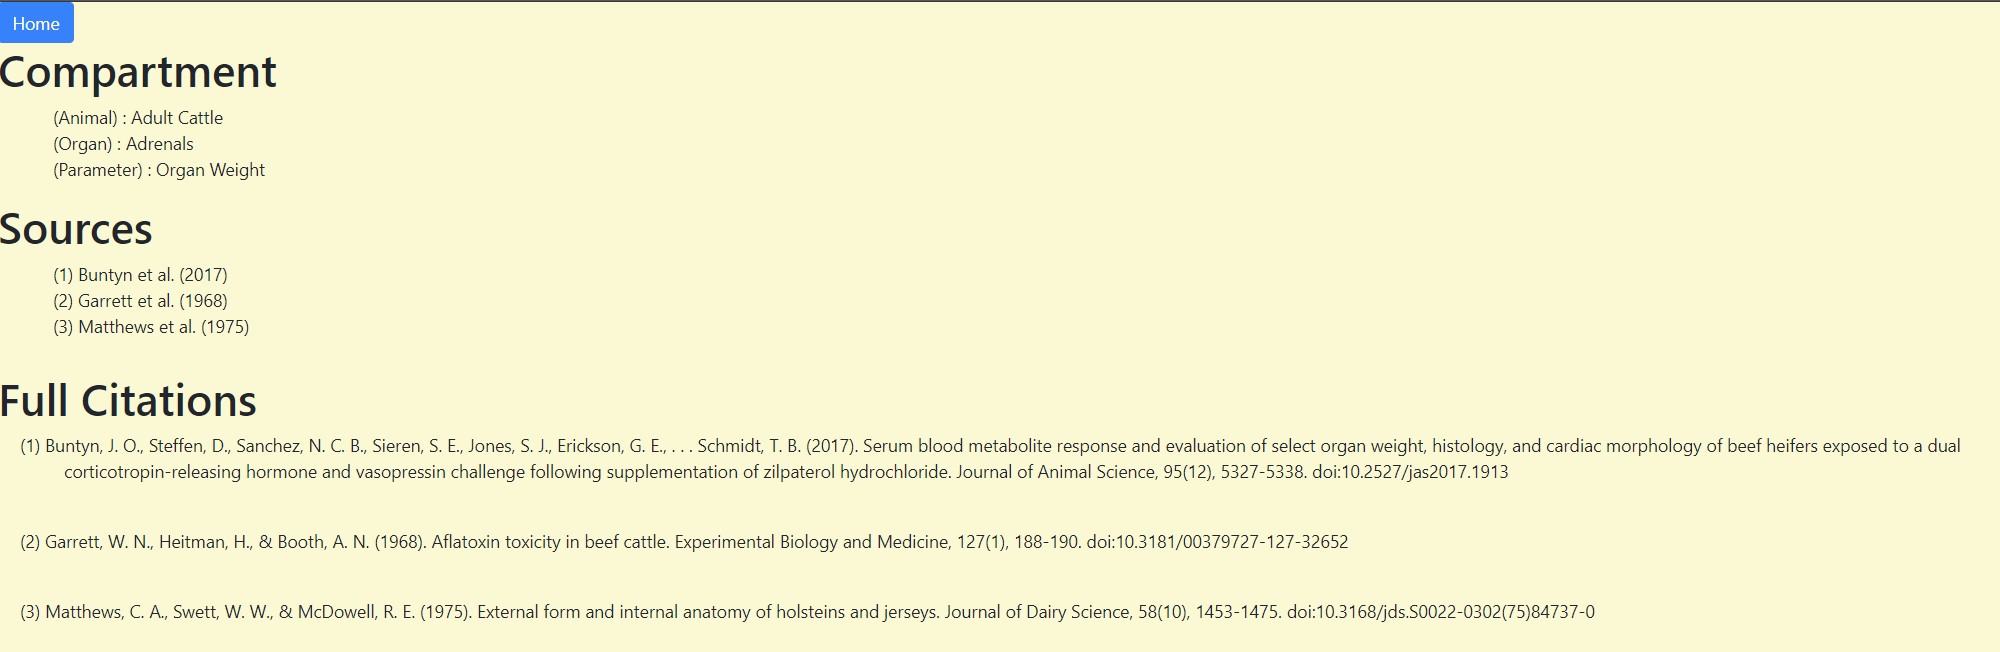 Home
Compartment
(Animal) : Adult Cattle
(Organ) : Adrenals
(Parameter) : Organ Weight
Sources
(1) Buntyn et al. (2017)
(2) Garrett et al. (1968)
(3) Matthews et al. (1975)
Full Citations
(1) Buntyn, J. O., Steffen, D., Sanchez, N. C. B., Sieren, S. E., Jones, S. J., Erickson, G. E., . . . Schmidt, T. B. (2017). Serum blood metabolite response and evaluation of select organ weight, histology, and cardiac morphology of beef heifers exposed to a dual
corticotropin-releasing hormone and vasopressin challenge following supplementation of zilpaterol hydrochloride. Journal of Animal Science, 95(12), 5327-5338. doi:10.2527/jas2017.1913
(2) Garrett, W. N., Heitman, H., & Booth, A. N. (1968). Aflatoxin toxicity in beef cattle. Experimental Biology and Medicine, 127(1), 188-190. doi:10.3181/00379727-127-32652
(3) Matthews, C. A., Swett, W. W., & McDowell, R. E. (1975). External form and internal anatomy of holsteins and jerseys. Journal of Dairy Science, 58(10), 1453-1475. doi:10.3168/jds.S0022-0302(75)84737-0